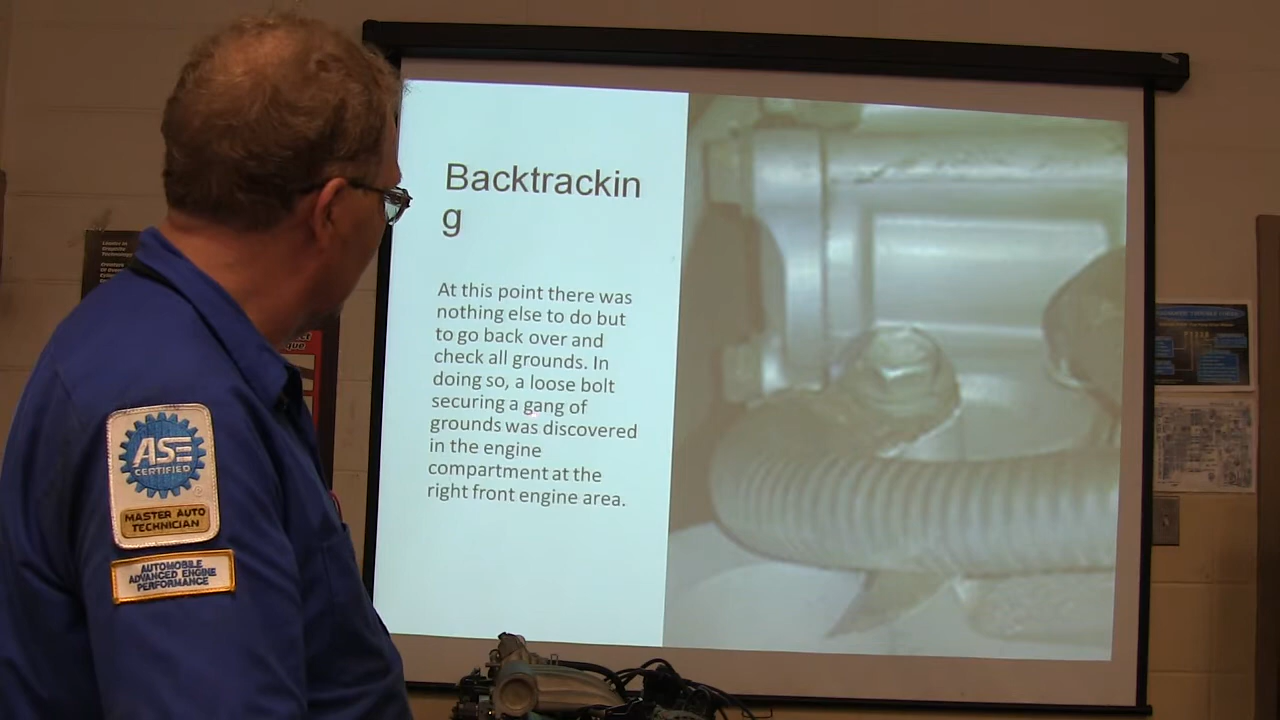 Backtrackin
g
At this point there was
nothing else to do but
to go back over and
check all grounds. In
doing so, a loose bolt
securing a gang of
grounds was discovered
in the engine
compartment at the
right front engine area.
ASE
CERTIFIED
MASTER AUTO
TECHNICIAN
AUTOMOBILE
ADVANCED ENGINE
PERFORMANCE